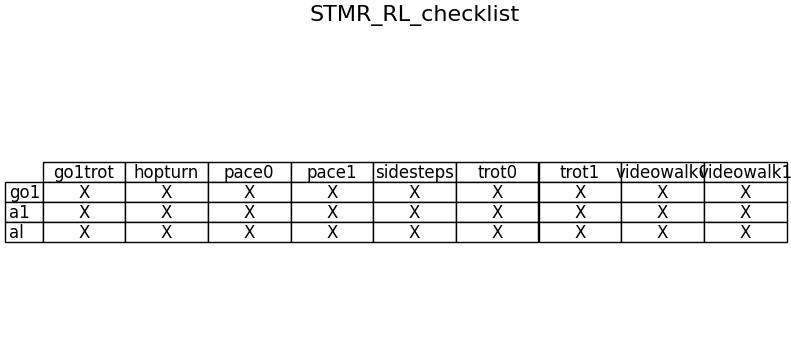 STMR_RL_checklist
go1trot hopturn pace0 pace1 sidesteps trot0 trot1 videowalk0 videowalk1
go1 X X X X X X X X X
a1 X X X X X X X X X
al X X X X X X X X X